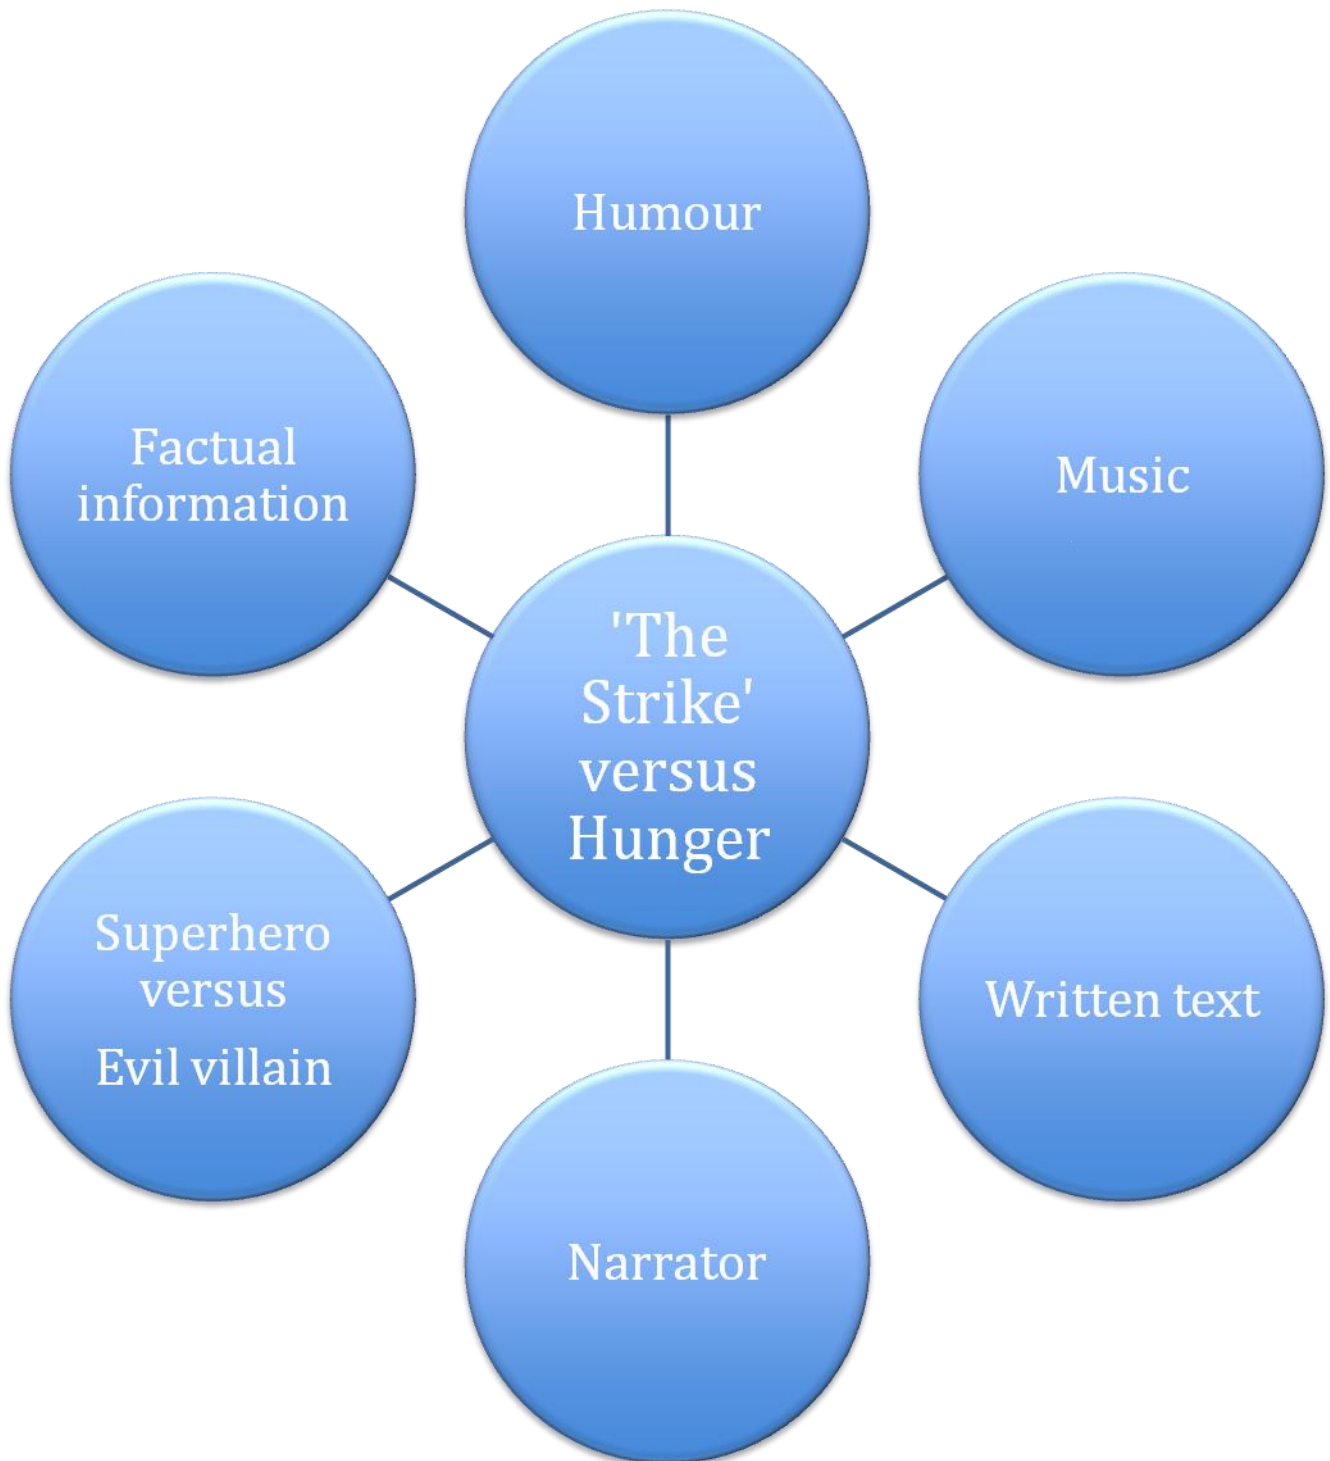 Humour
Factual
information
Music
'The
Strike'
versus
Hunger
Superhero
versus
Evil villain
Written text
Narrator